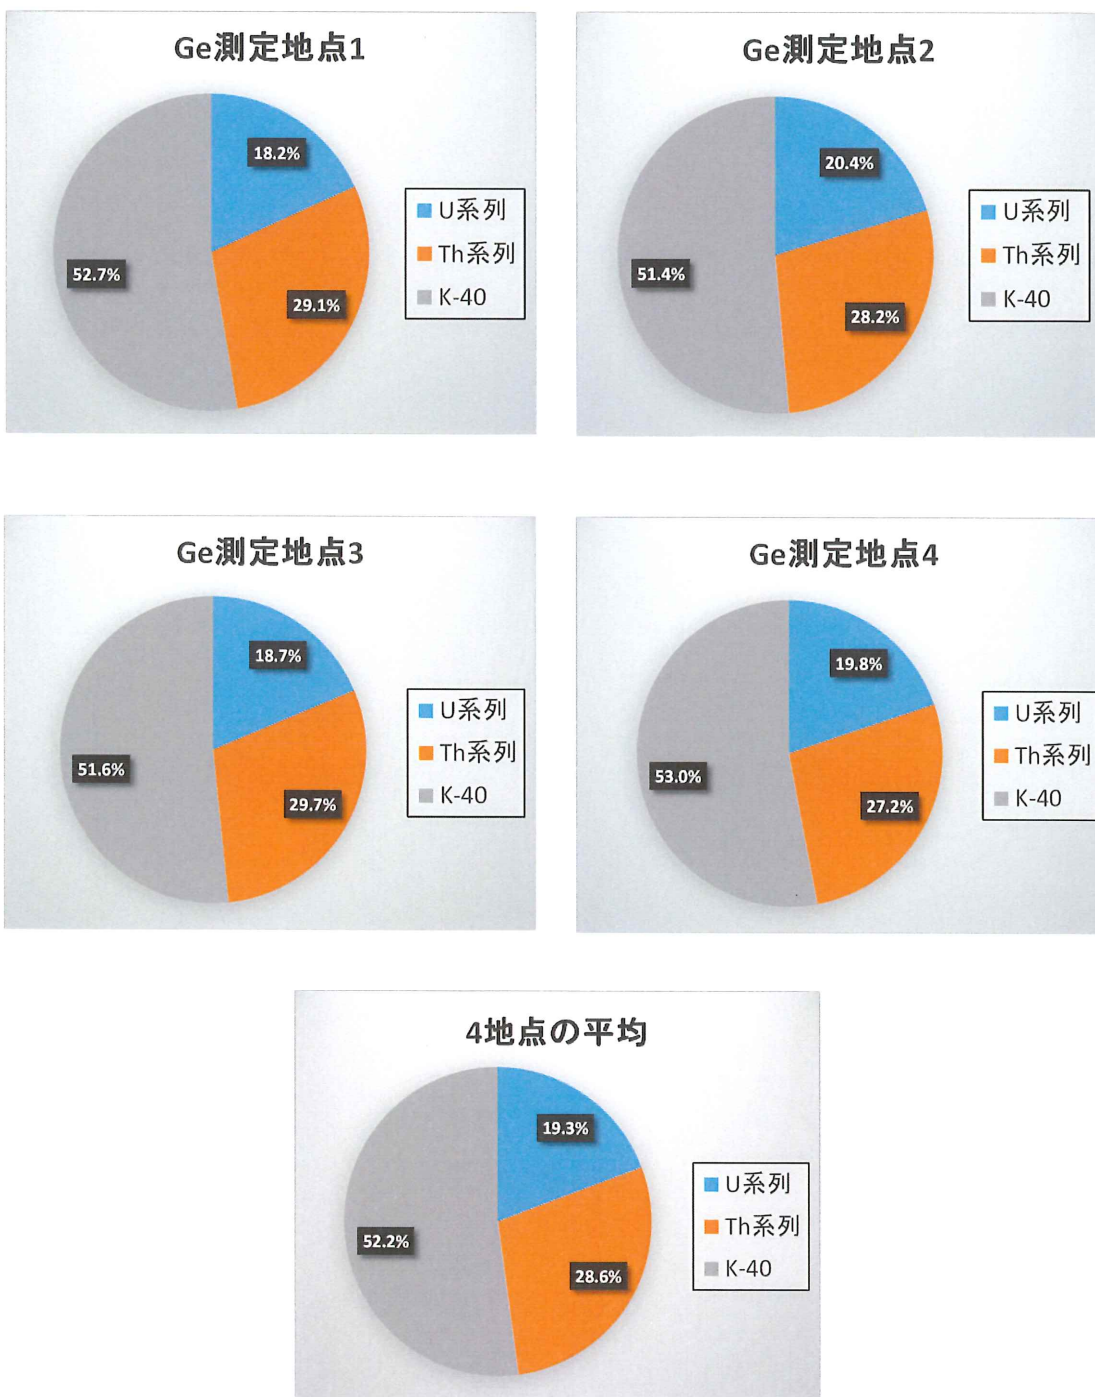 Ge測定地点1
18.2%
29.1%
52.7%
U系列
Th系列
K-40
Ge測定地点2
20.4%
28.2%
51.4%
U系列
Th系列
K-40
Ge測定地点3
18.7%
29.7%
51.6%
U系列
Th系列
K-40
Ge測定地点4
19.8%
27.2%
53.0%
U系列
Th系列
K-40
4地点の平均
19.3%
28.6%
52.2%
U系列
Th系列
K-40